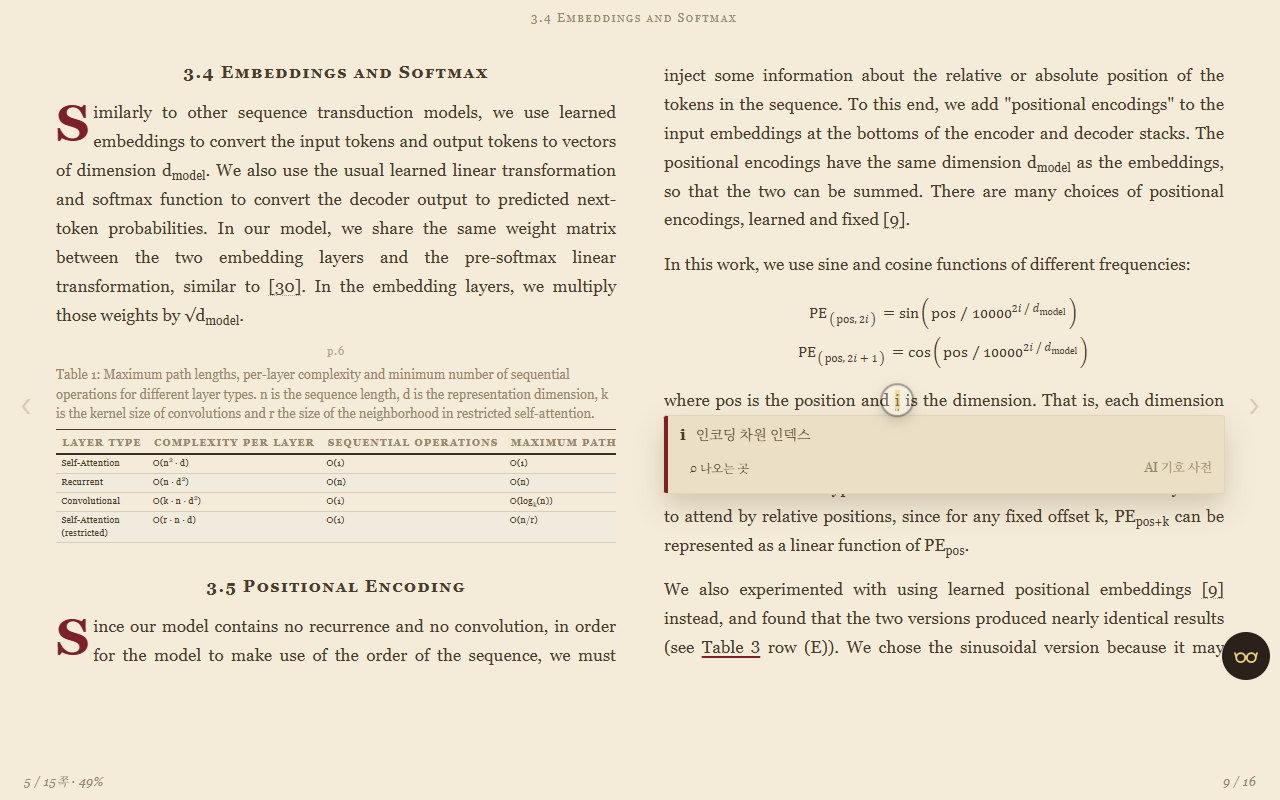 3.4 Embeddings and Softmax
3.4 Embeddings and Softmax
Similarly to other sequence transduction models, we use learned
embeddings to convert the input tokens and output tokens to vectors
of dimension dmodel. We also use the usual learned linear transformation
and softmax function to convert the decoder output to predicted next-
token probabilities. In our model, we share the same weight matrix
between the two embedding layers and the pre-softmax linear
transformation, similar to [30]. In the embedding layers, we multiply
those weights by √dmodel.
p.6
Table 1: Maximum path lengths, per-layer complexity and minimum number of sequential
operations for different layer types. n is the sequence length, d is the representation dimension, k
is the kernel size of convolutions and r the size of the neighborhood in restricted self-attention.
LAYER TYPE COMPLEXITY PER LAYER SEQUENTIAL OPERATIONS MAXIMUM PATH
Self-Attention O(n² · d) O(1) O(1)
Recurrent O(n · d²) O(n) O(n)
Convolutional O(k · n · d²) O(1) O(logk(n))
Self-Attention O(r · n · d) O(1) O(n/r)
(restricted)
3.5 Positional Encoding
Since our model contains no recurrence and no convolution, in order
for the model to make use of the order of the sequence, we must
inject some information about the relative or absolute position of the
tokens in the sequence. To this end, we add "positional encodings" to the
input embeddings at the bottoms of the encoder and decoder stacks. The
positional encodings have the same dimension dmodel as the embeddings,
so that the two can be summed. There are many choices of positional
encodings, learned and fixed [9].
In this work, we use sine and cosine functions of different frequencies:
PE(pos, 2i) = sin(pos / 10000^2i / dmodel)
PE(pos, 2i + 1) = cos(pos / 10000^2i / dmodel)
where pos is the position and i is the dimension. That is, each dimension
i 인코딩 차원 인덱스
⌕ 나오는 곳 AI 기호 사전
to attend by relative positions, since for any fixed offset k, PEpos+k can be
represented as a linear function of PEpos.
We also experimented with using learned positional embeddings [9]
instead, and found that the two versions produced nearly identical results
(see Table 3 row (E)). We chose the sinusoidal version because it may
5 / 15쪽 · 49%
9 / 16